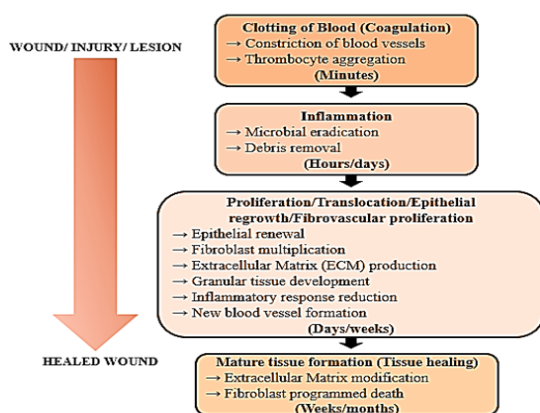 WOUND/ INJURY/ LESION
Clotting of Blood (Coagulation)
→ Constriction of blood vessels
→ Thrombocyte aggregation
(Minutes)
Inflammation
→ Microbial eradication
→ Debris removal
(Hours/days)
Proliferation/Translocation/Epithelial
regrowth/Fibrovascular proliferation
→ Epithelial renewal
→ Fibroblast multiplication
→ Extracellular Matrix (ECM) production
→ Granular tissue development
→ Inflammatory response reduction
→ New blood vessel formation
(Days/weeks)
HEALED WOUND
Mature tissue formation (Tissue healing)
→ Extracellular Matrix modification
→ Fibroblast programmed death
(Weeks/months)